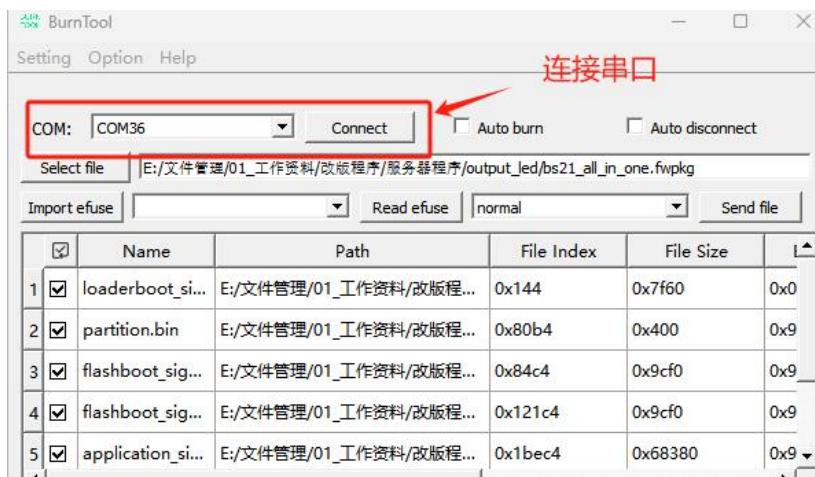 BurnTool
Setting Option Help
连接串口
COM: COM36 Connect Auto burn Auto disconnect
Select file E:/文件管理/01_工作资料/改版程序/服务器程序/output_led/bs21_all_in_one.fwpkg
Import efuse Read efuse normal Send file
Name Path File Index File Size
1 loaderboot_si... E:/文件管理/01_工作资料/改版程... 0x144 0x7f60 0x0
2 partition.bin E:/文件管理/01_工作资料/改版程... 0x80b4 0x400 0x9
3 flashboot_sig... E:/文件管理/01_工作资料/改版程... 0x84c4 0x9cf0 0x9
4 flashboot_sig... E:/文件管理/01_工作资料/改版程... 0x121c4 0x9cf0 0x9
5 application_si... E:/文件管理/01_工作资料/改版程... 0x1bec4 0x68380 0x9